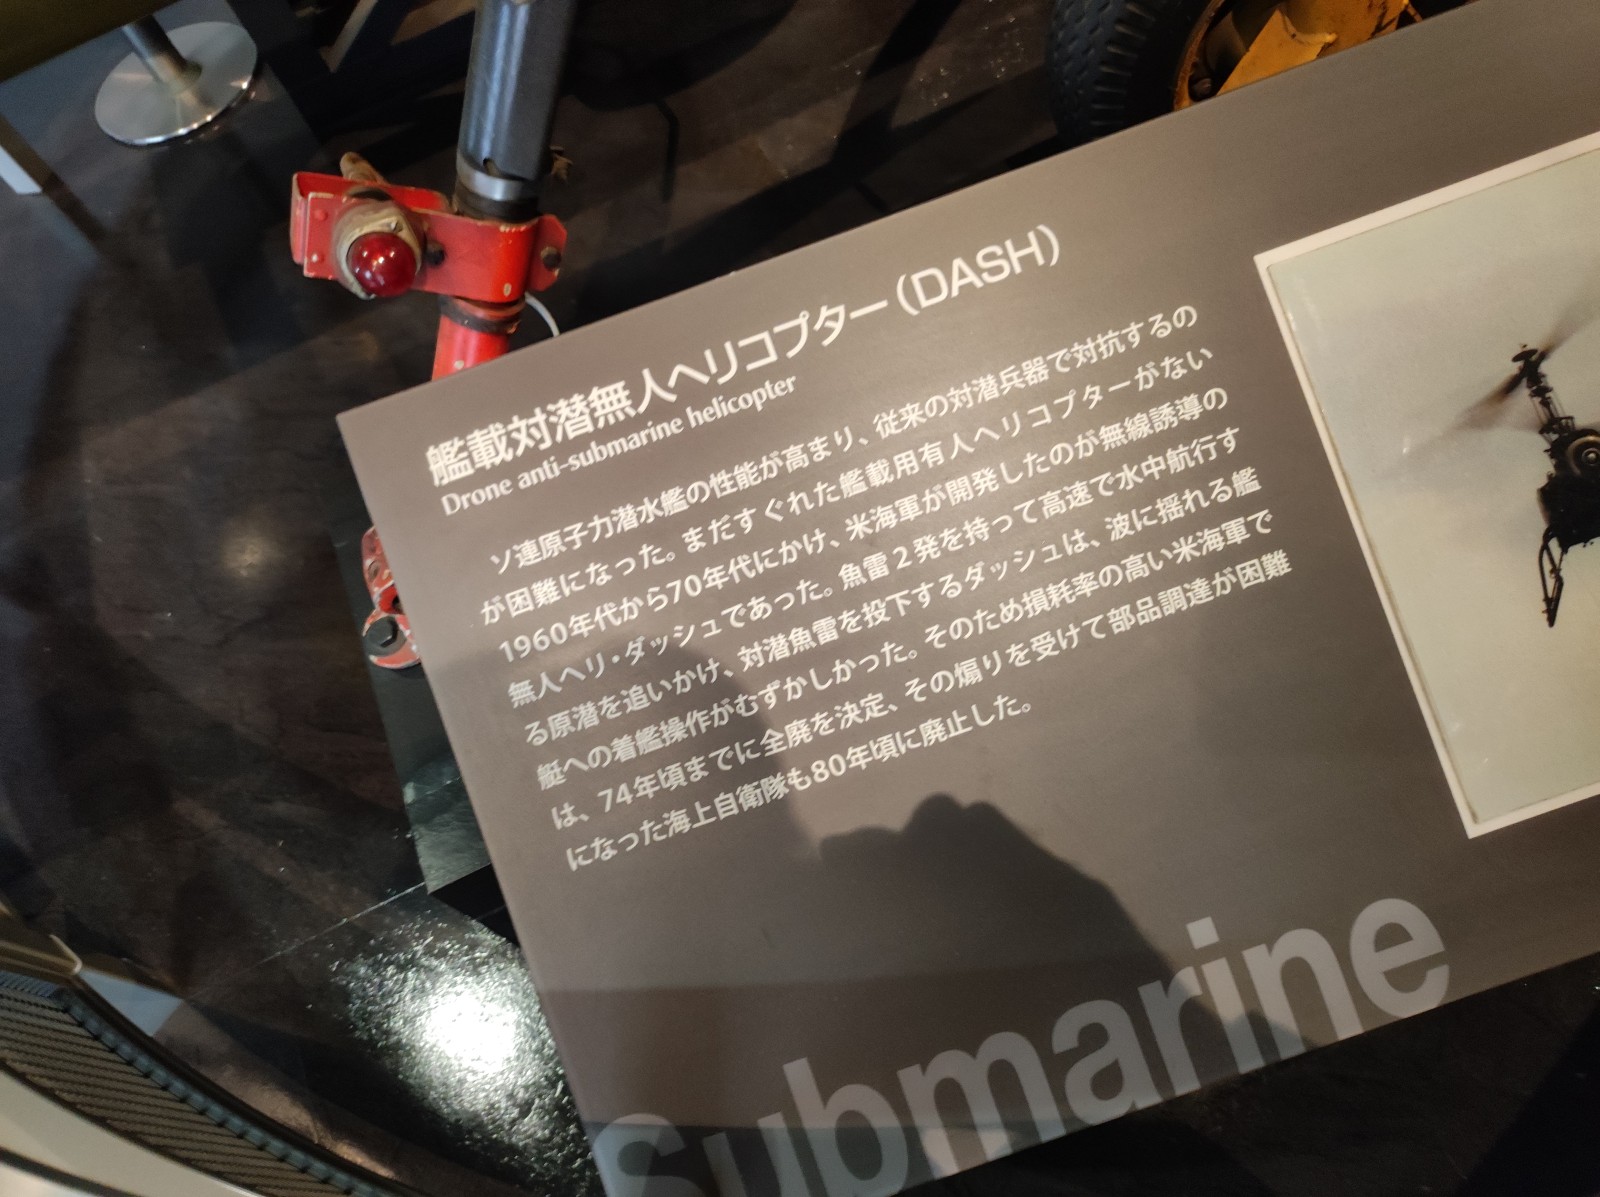 艦載対潜無人ヘリコプター（DASH）
Drone anti-submarine helicopter
ソ連原子力潜水艦の性能が高まり、従来の対潜兵器で対抗するの
が困難になった。まだすぐれた艦載用有人ヘリコプターがない
1960年代から70年代にかけ、米海軍が開発したのが無線誘導の
無人ヘリ・ダッシュであった。魚雷２発を持って高速で水中航行す
る原潜を追いかけ、対潜魚雷を投下するダッシュは、波に揺れる艦
艇への着艦操作がむずかしかった。そのため損耗率の高い米海軍で
は、74年頃までに全廃を決定、その煽りを受けて部品調達が困難
になった海上自衛隊も80年頃に廃止した。
Submarine